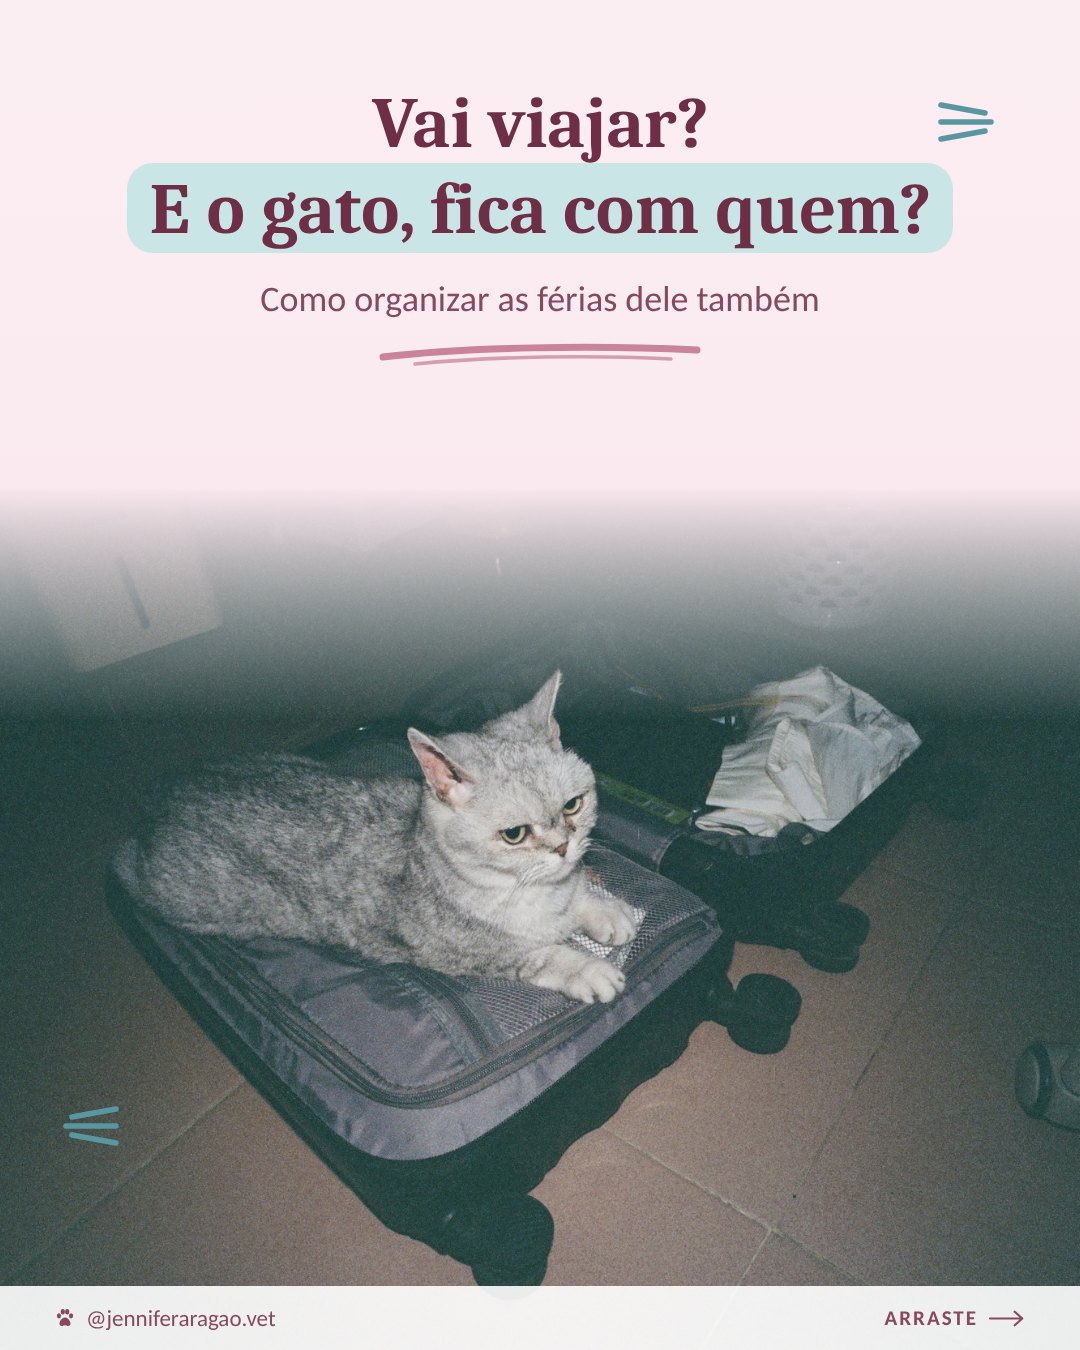 Vai viajar?
E o gato, fica com quem?
Como organizar as férias dele também
@jenniferaragao.vet
ARRASTE